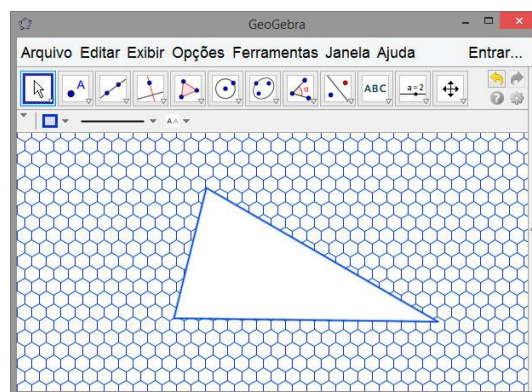 GeoGebra
Arquivo Editar Exibir Opções Ferramentas Janela Ajuda Entrar...
A α ABC a=2
A A